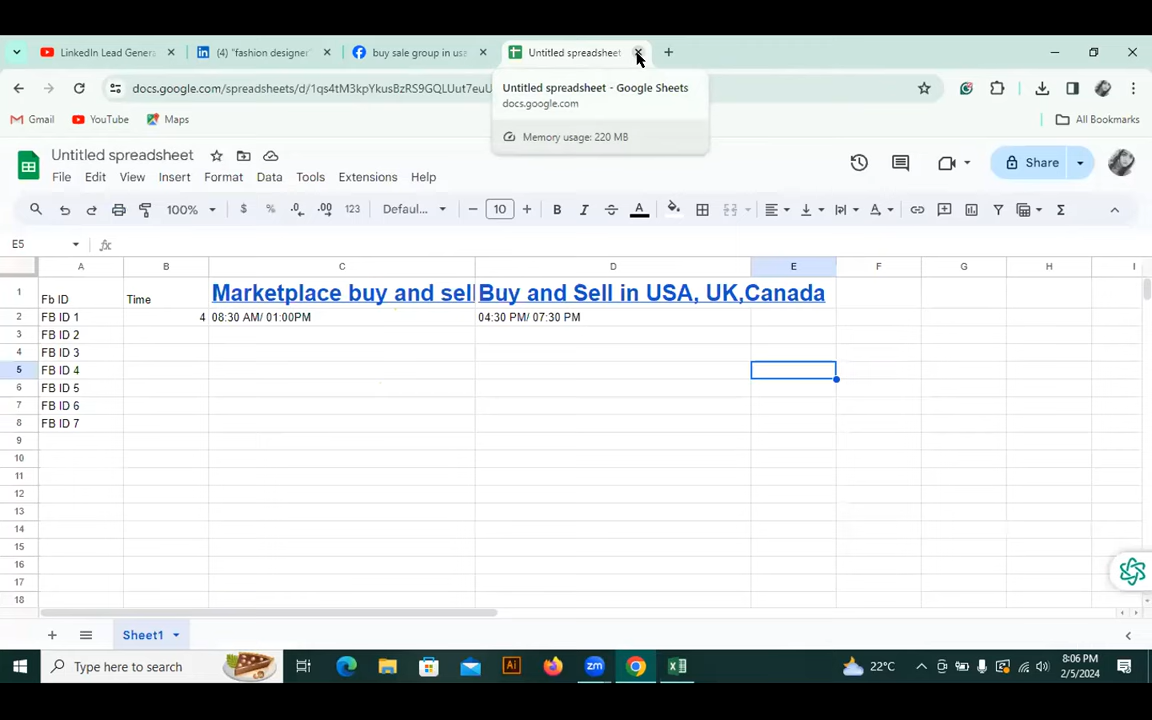 LinkedIn Lead Genera
(4) "fashion designer"
buy sale group in usa
Untitled spreadsheet
docs.google.com/spreadsheets/d/1qs4tM3kpYkusBzRS9GQLUut7euU
Untitled spreadsheet - Google Sheets
docs.google.com
Memory usage: 220 MB
Gmail
YouTube
Maps
All Bookmarks
Untitled spreadsheet
File Edit View Insert Format Data Tools Extensions Help
Share
100% $ % .0 .00 123 Defaul... 10 B I A
E5 fx
A B C D E F G H I
1 Fb ID Time Marketplace buy and sell Buy and Sell in USA, UK,Canada
2 FB ID 1 4 08:30 AM/ 01:00PM 04:30 PM/ 07:30 PM
3 FB ID 2
4 FB ID 3
5 FB ID 4
6 FB ID 5
7 FB ID 6
8 FB ID 7
9
10
11
12
13
14
15
16
17
18
Sheet1
Type here to search
Ai
zm
22°C
8:06 PM
2/5/2024